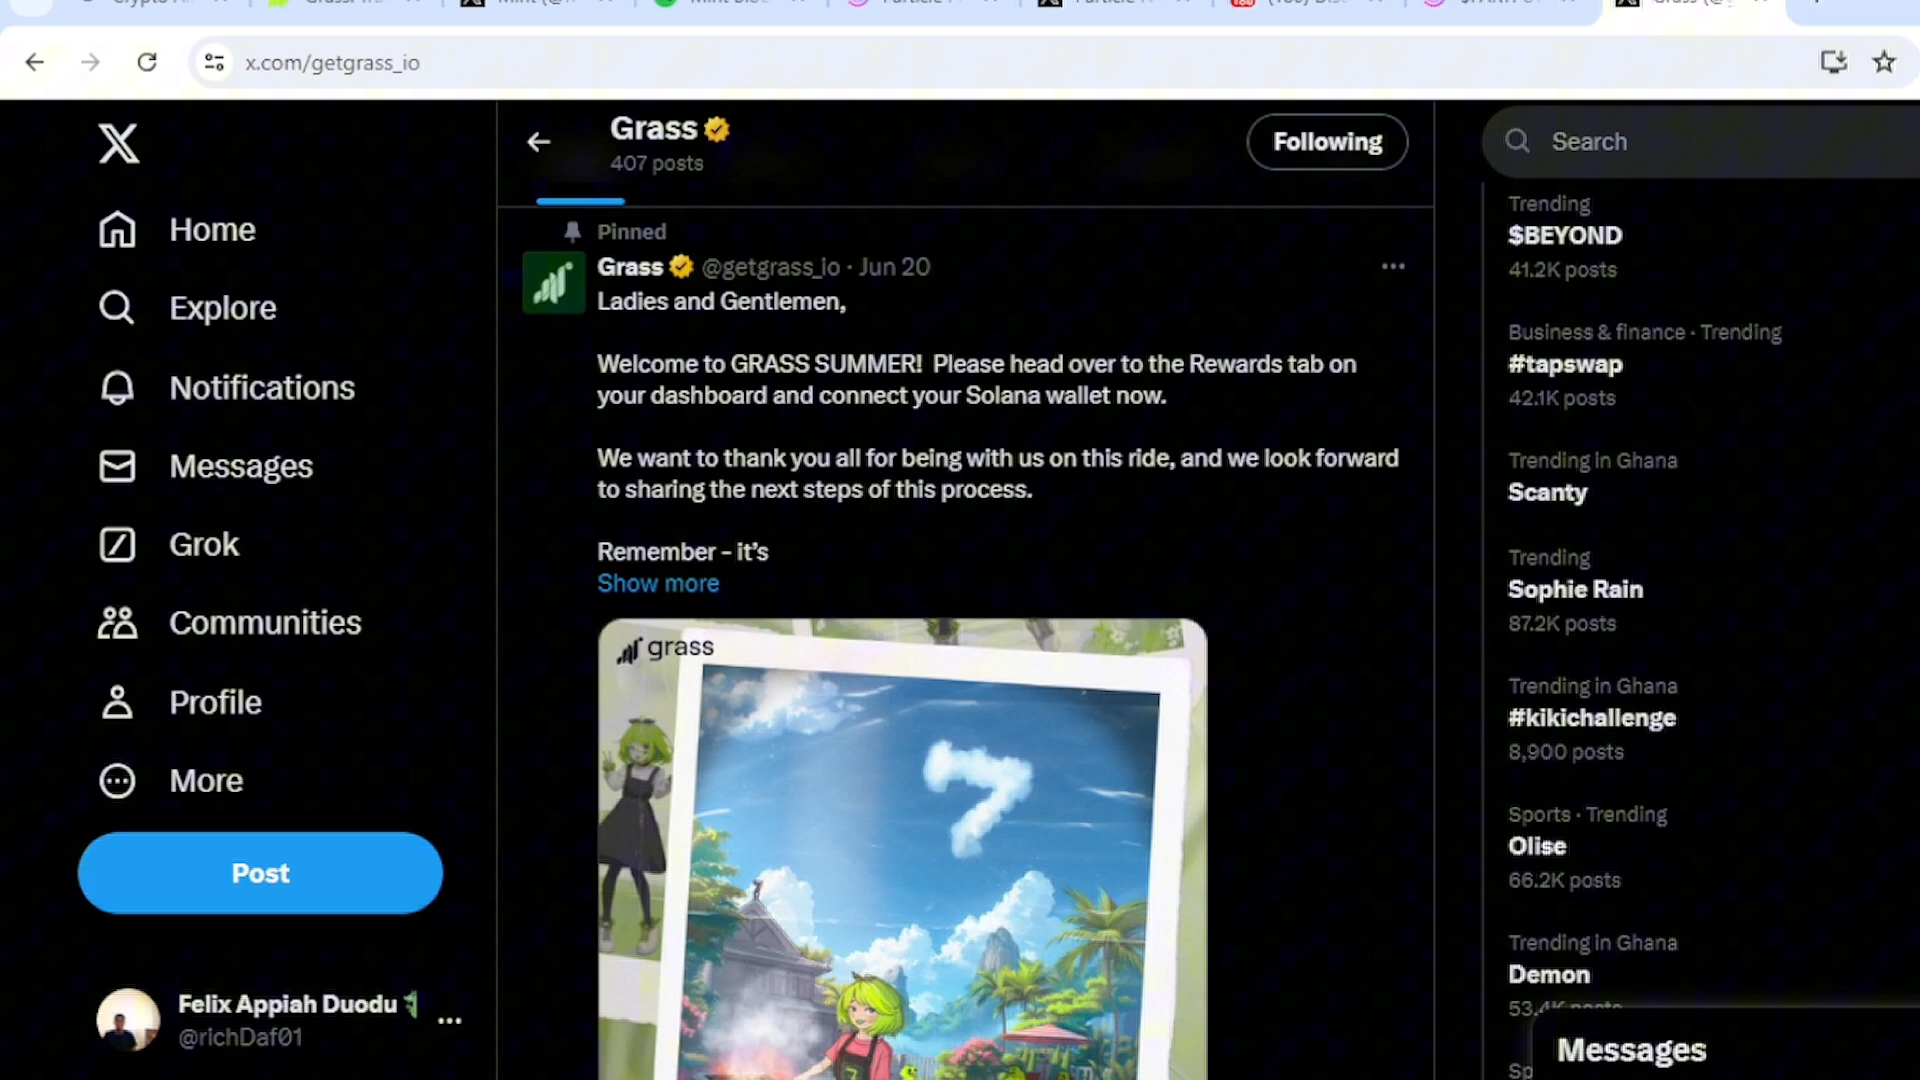 x.com/getgrass_io
Grass
407 posts
Following
Search
Home
Explore
Notifications
Messages
Grok
Communities
Profile
More
Post
Felix Appiah Duodu
@richDaf01
Pinned
Grass @getgrass_io · Jun 20
Ladies and Gentlemen,
Welcome to GRASS SUMMER! Please head over to the Rewards tab on
your dashboard and connect your Solana wallet now.
We want to thank you all for being with us on this ride, and we look forward
to sharing the next steps of this process.
Remember - it's
Show more
grass
7
Trending
$BEYOND
41.2K posts
Business & finance · Trending
#tapswap
42.1K posts
Trending in Ghana
Scanty
Trending
Sophie Rain
87.2K posts
Trending in Ghana
#kikichallenge
8,900 posts
Sports · Trending
Olise
66.2K posts
Trending in Ghana
Demon
53.4K posts
Messages